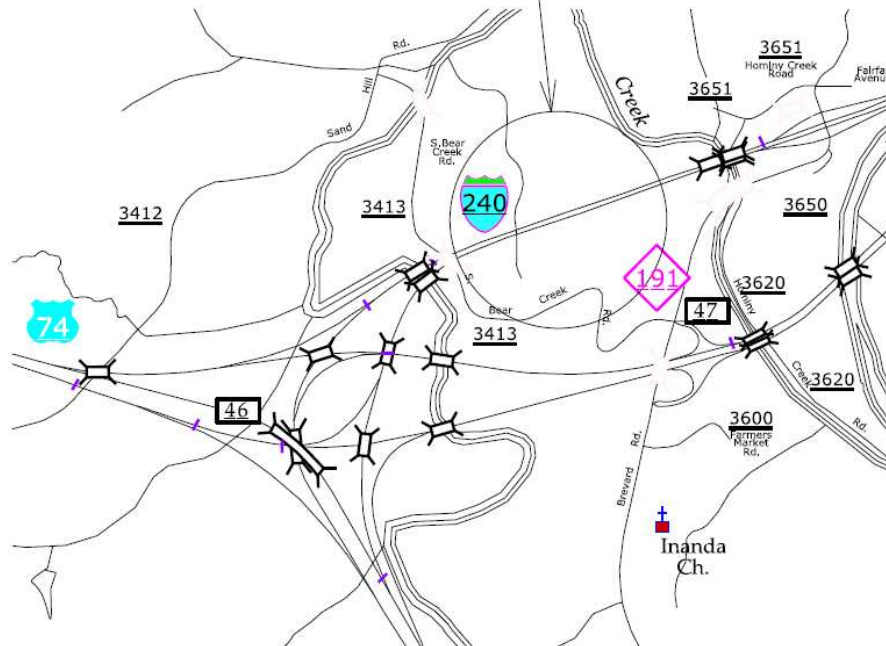 3651
Hominy Creek
Road
Rd.
Fairfa
Avenu
3651
Creek
Hill
Sand
S.Bear
Creek
Rd.
240
3412
3413
3650
191
S.
Bear
Creek
Rd.
3620
Hominy
47
74
3413
Creek
3620
46
3600
Farmers
Market
Rd.
Rd.
Rd.
Brevard
Inanda
Ch.